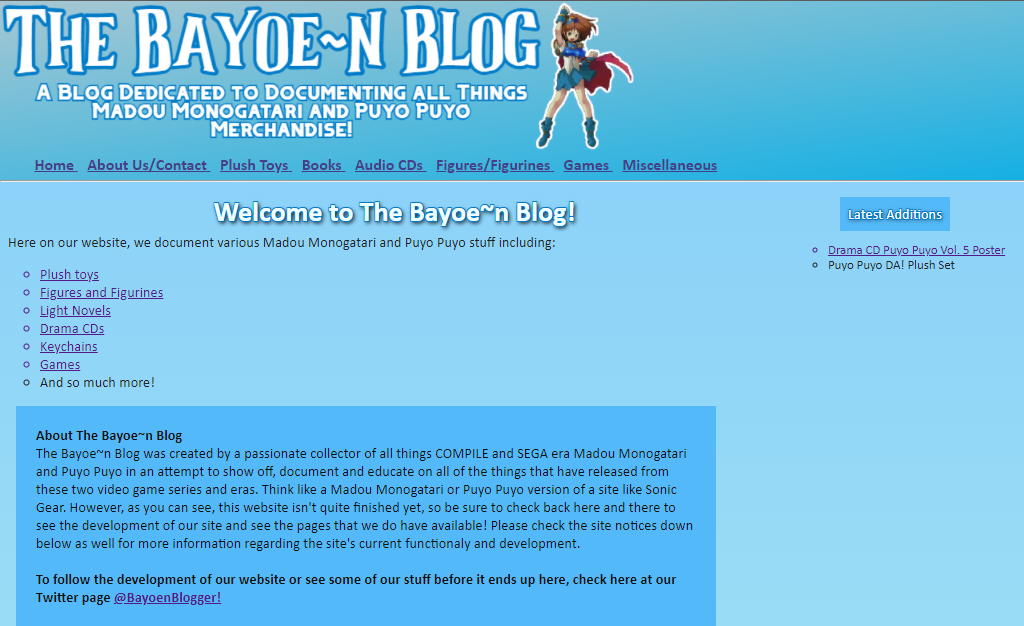 The Bayoe~n Blog
A Blog Dedicated to Documenting all Things
Madou Monogatari and Puyo Puyo
Merchandise!
Home About Us/Contact Plush Toys Books Audio CDs Figures/Figurines Games Miscellaneous
Welcome to The Bayoe~n Blog!
Here on our website, we document various Madou Monogatari and Puyo Puyo stuff including:
Plush toys
Figures and Figurines
Light Novels
Drama CDs
Keychains
Games
And so much more!
About The Bayoe~n Blog
The Bayoe~n Blog was created by a passionate collector of all things COMPILE and SEGA era Madou Monogatari
and Puyo Puyo in an attempt to show off, document and educate on all of the things that have released from
these two video game series and eras. Think like a Madou Monogatari or Puyo Puyo version of a site like Sonic
Gear. However, as you can see, this website isn't quite finished yet, so be sure to check back here and there to
see the development of our site and see the pages that we do have available! Please check the site notices down
below as well for more information regarding the site's current functionaly and development.
To follow the development of our website or see some of our stuff before it ends up here, check here at our
Twitter page @BayoenBlogger!
Latest Additions
Drama CD Puyo Puyo Vol. 5 Poster
Puyo Puyo DA! Plush Set